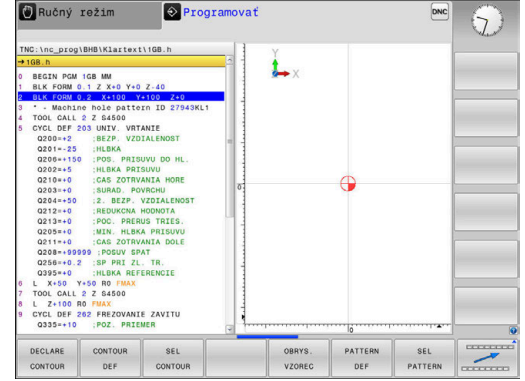 Ručný režim
Programovať
DNC
TNC:\nc_prog\BHB\Klartext\1GB.h
→1GB.h
0 BEGIN PGM 1GB MM
1 BLK FORM 0.1 Z X+0 Y+0 Z-40
2 BLK FORM 0.2 X+100 Y+100 Z+0
3 * - Machine hole pattern ID 27943KL1
4 TOOL CALL 2 Z S4500
5 CYCL DEF 203 UNIV. VRTANIE
Q200=+2 ;BEZP. VZDIALENOST
Q201=-25 ;HLBKA
Q206=+150 ;POS. PRISUVU DO HL.
Q202=+5 ;HLBKA PRISUVU
Q210=+0 ;CAS ZOTRVANIA HORE
Q203=+0 ;SURAD. POVRCHU
Q204=+50 ;2. BEZP. VZDIALENOST
Q212=+0 ;REDUKCNA HODNOTA
Q213=+0 ;POC. PRERUS TRIES.
Q205=+0 ;MIN. HLBKA PRISUVU
Q211=+0 ;CAS ZOTRVANIA DOLE
Q208=+99999 ;POSUV SPAT
Q256=+0.2 ;SP PRI ZL. TR.
Q395=+0 ;HLBKA REFERENCIE
6 L X+50 Y+50 R0 FMAX
7 TOOL CALL 2 Z S4500
8 L Z+100 R0 FMAX
9 CYCL DEF 262 FREZOVANIE ZAVITU
Q335=+10 ;POZ. PRIEMER
Y
X
0
0
DECLARE CONTOUR
CONTOUR DEF
SEL CONTOUR
OBRYS. VZOREC
PATTERN DEF
SEL PATTERN